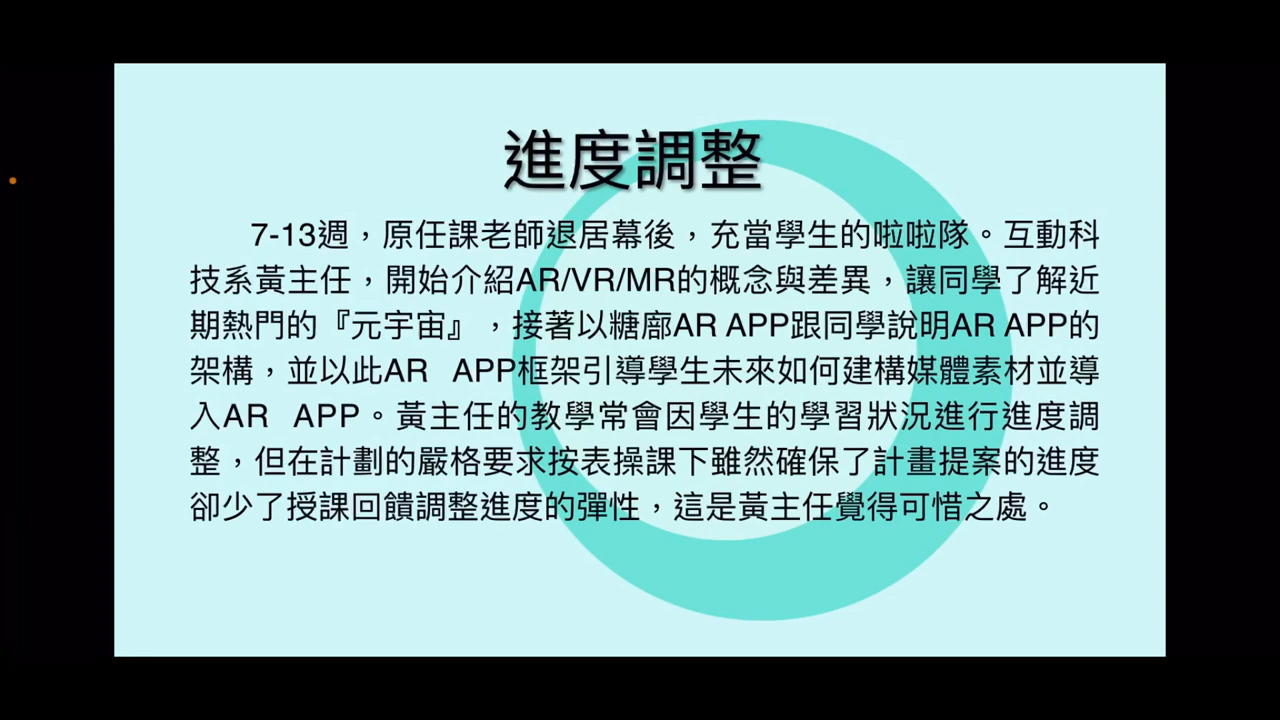 進度調整
7-13週，原任課老師退居幕後，充當學生的啦啦隊。互動科
技系黃主任，開始介紹AR/VR/MR的概念與差異，讓同學了解近
期熱門的『元宇宙』，接著以糖廍AR APP跟同學說明AR APP的
架構，並以此AR APP框架引導學生未來如何建構媒體素材並導
入AR APP。黃主任的教學常會因學生的學習狀況進行進度調
整，但在計劃的嚴格要求按表操課下雖然確保了計畫提案的進度
卻少了授課回饋調整進度的彈性，這是黃主任覺得可惜之處。